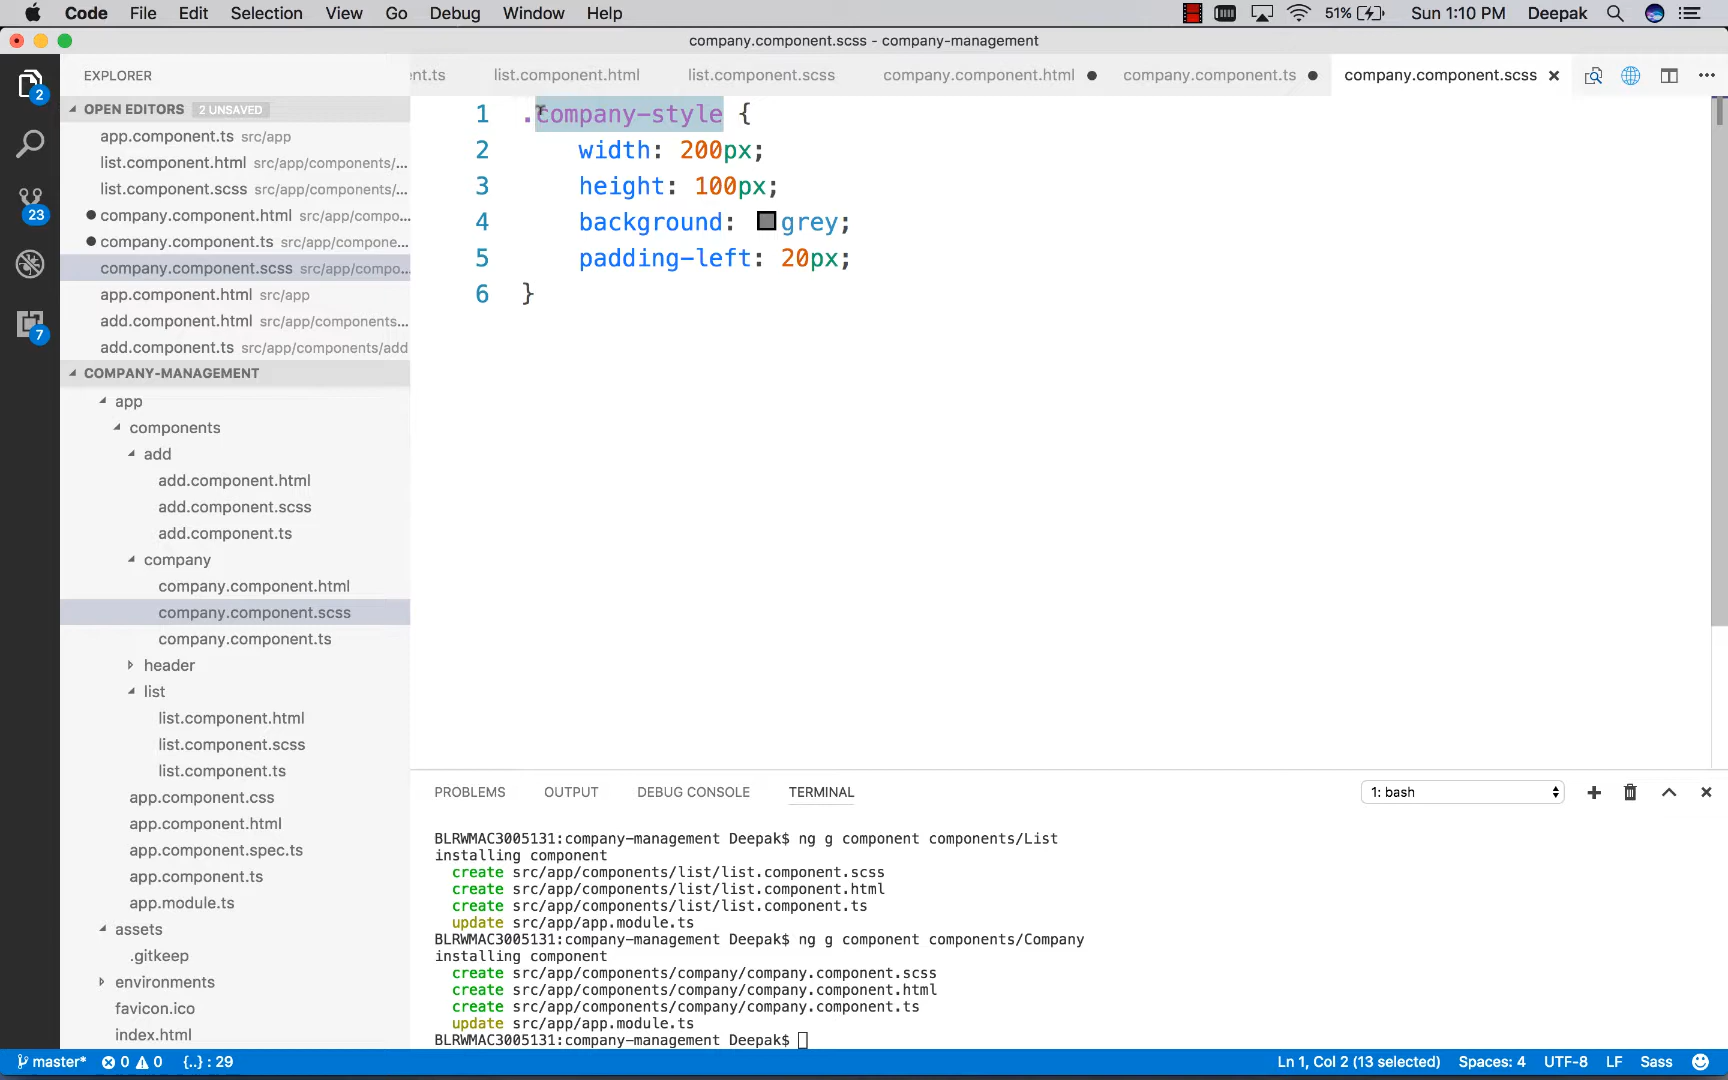 Code File Edit Selection View Go Debug Window Help 51% Sun 1:10 PM Deepak
company.component.scss - company-management
EXPLORER
nt.ts list.component.html list.component.scss company.component.html company.component.ts company.component.scss
OPEN EDITORS 2 UNSAVED
app.component.ts src/app
list.component.html src/app/components/...
list.component.scss src/app/components/...
company.component.html src/app/compo...
company.component.ts src/app/compone...
company.component.scss src/app/compo...
app.component.html src/app
add.component.html src/app/components...
add.component.ts src/app/components/add
COMPANY-MANAGEMENT
app
components
add
add.component.html
add.component.scss
add.component.ts
company
company.component.html
company.component.scss
company.component.ts
header
list
list.component.html
list.component.scss
list.component.ts
app.component.css
app.component.html
app.component.spec.ts
app.component.ts
app.module.ts
assets
.gitkeep
environments
favicon.ico
index.html
2
23
7
1 .company-style {
2 width: 200px;
3 height: 100px;
4 background: grey;
5 padding-left: 20px;
6 }
PROBLEMS OUTPUT DEBUG CONSOLE TERMINAL 1: bash
BLRWMAC3005131:company-management Deepak$ ng g component components/List
installing component
create src/app/components/list/list.component.scss
create src/app/components/list/list.component.html
create src/app/components/list/list.component.ts
update src/app/app.module.ts
BLRWMAC3005131:company-management Deepak$ ng g component components/Company
installing component
create src/app/components/company/company.component.scss
create src/app/components/company/company.component.html
create src/app/components/company/company.component.ts
update src/app/app.module.ts
BLRWMAC3005131:company-management Deepak$
master* 0 0 {..} : 29 Ln 1, Col 2 (13 selected) Spaces: 4 UTF-8 LF Sass